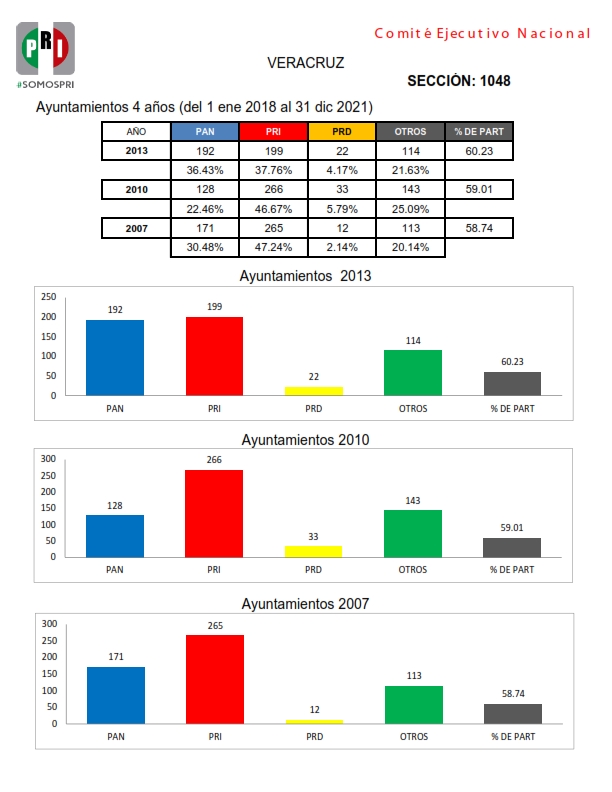 Comité Ejecutivo Nacional
PRI
#SOMOSPRI
VERACRUZ
SECCIÓN: 1048
Ayuntamientos 4 años (del 1 ene 2018 al 31 dic 2021)
AÑO PAN PRI PRD OTROS % DE PART
2013 192 199 22 114 60.23
36.43% 37.76% 4.17% 21.63%
2010 128 266 33 143 59.01
22.46% 46.67% 5.79% 25.09%
2007 171 265 12 113 58.74
30.48% 47.24% 2.14% 20.14%
Ayuntamientos 2013
250
200
150
100
50
0
192 199 22 114 60.23
PAN PRI PRD OTROS % DE PART
Ayuntamientos 2010
300
250
200
150
100
50
0
128 266 33 143 59.01
PAN PRI PRD OTROS % DE PART
Ayuntamientos 2007
300
250
200
150
100
50
0
171 265 12 113 58.74
PAN PRI PRD OTROS % DE PART